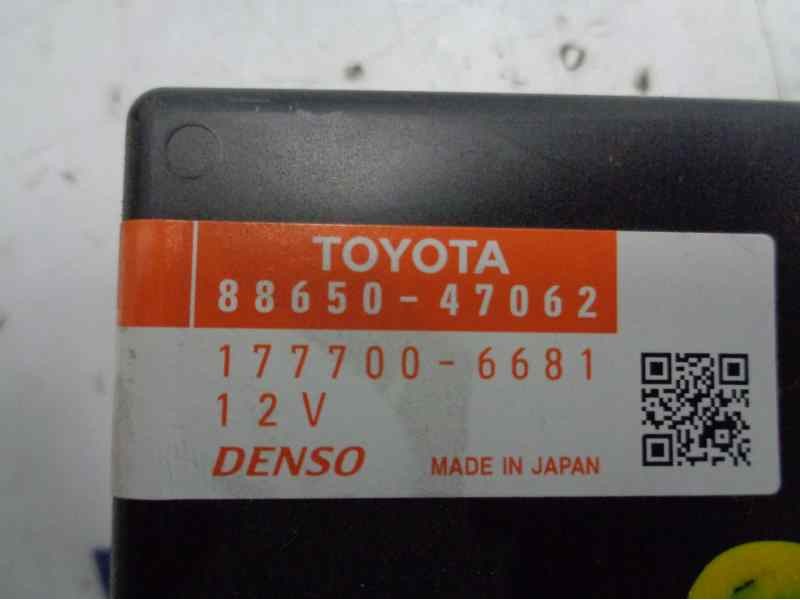 TOYOTA
88650-47062
177700-6681
12V
DENSO MADE IN JAPAN